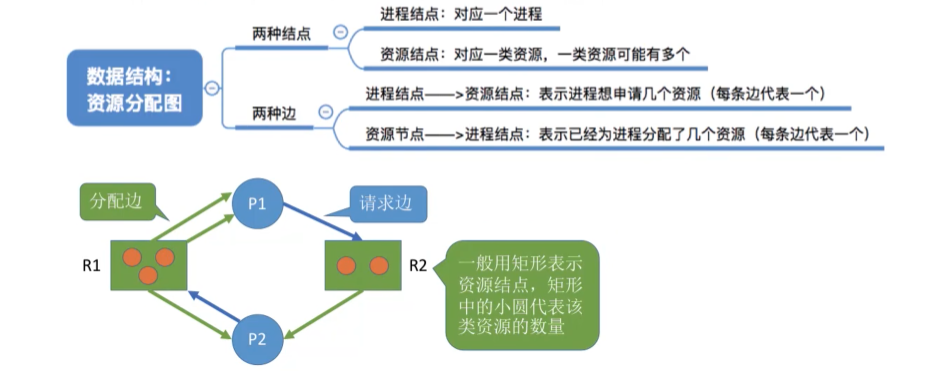 进程结点：对应一个进程
两种结点
资源结点：对应一类资源，一类资源可能有多个
数据结构：
资源分配图
进程结点——>资源结点：表示进程想申请几个资源（每条边代表一个）
两种边
资源节点——>进程结点：表示已经为进程分配了几个资源（每条边代表一个）
分配边
P1
请求边
R1
R2
一般用矩形表示
资源结点，矩形
中的小圆代表该
类资源的数量
P2